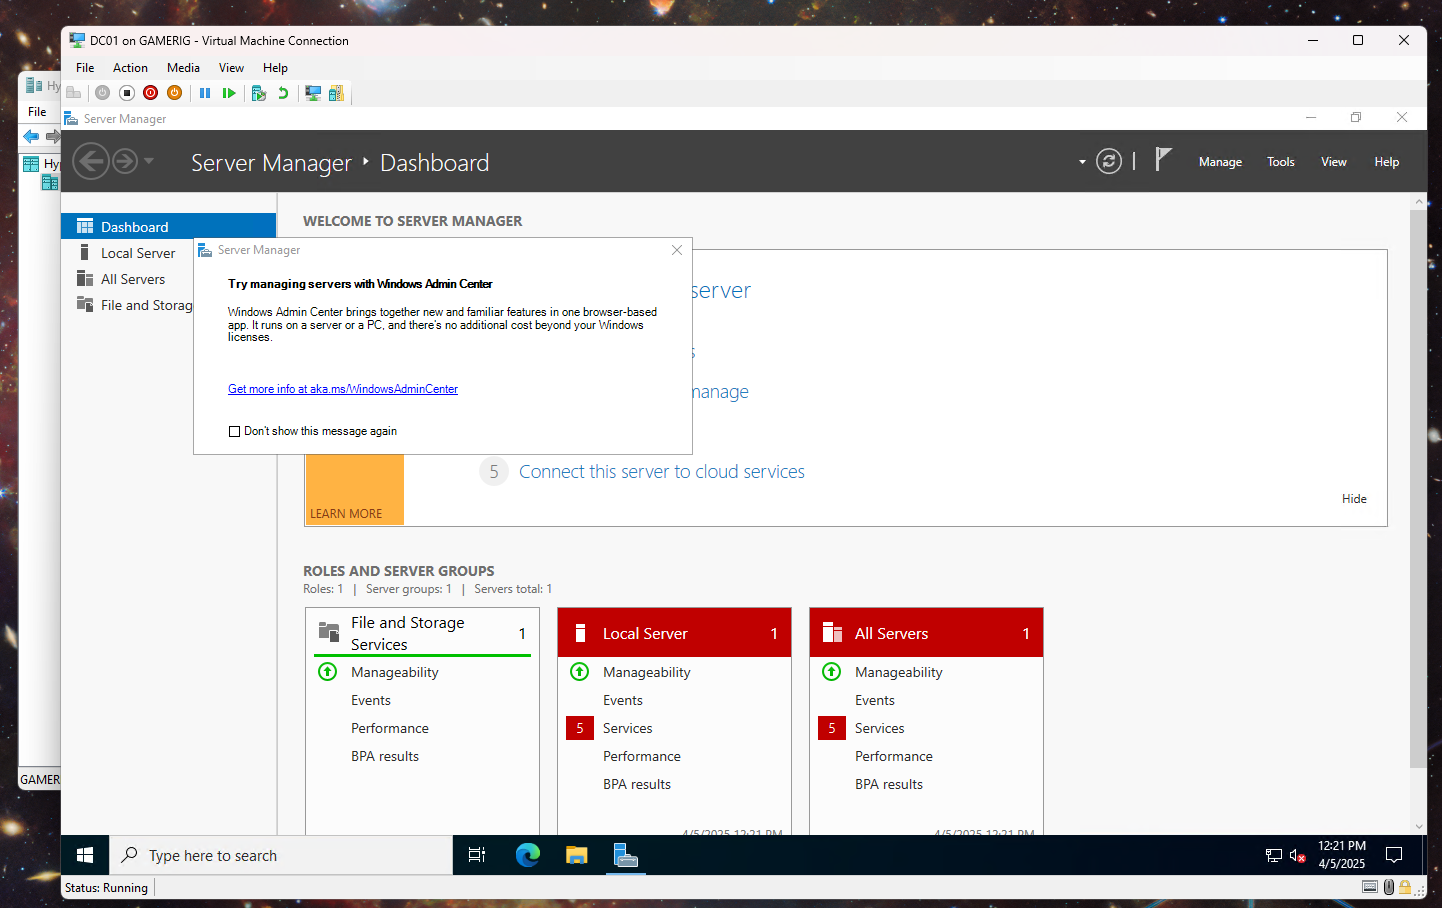 DC01 on GAMERIG - Virtual Machine Connection
File Action Media View Help
Hy
File
Hyp
GAMER
Server Manager
Server Manager Dashboard
Manage Tools View Help
Dashboard
Local Server
All Servers
File and Storag
WELCOME TO SERVER MANAGER
server
s
manage
5 Connect this server to cloud services
LEARN MORE
Hide
Server Manager
Try managing servers with Windows Admin Center
Windows Admin Center brings together new and familiar features in one browser-based
app. It runs on a server or a PC, and there's no additional cost beyond your Windows
licenses.
Get more info at aka.ms/WindowsAdminCenter
Don't show this message again
ROLES AND SERVER GROUPS
Roles: 1 | Server groups: 1 | Servers total: 1
File and Storage
Services
1
Manageability
Events
Performance
BPA results
Local Server 1
Manageability
Events
5 Services
Performance
BPA results
4/5/2025 12:21 PM
All Servers 1
Manageability
Events
5 Services
Performance
BPA results
4/5/2025 12:21 PM
Type here to search
12:21 PM
4/5/2025
Status: Running